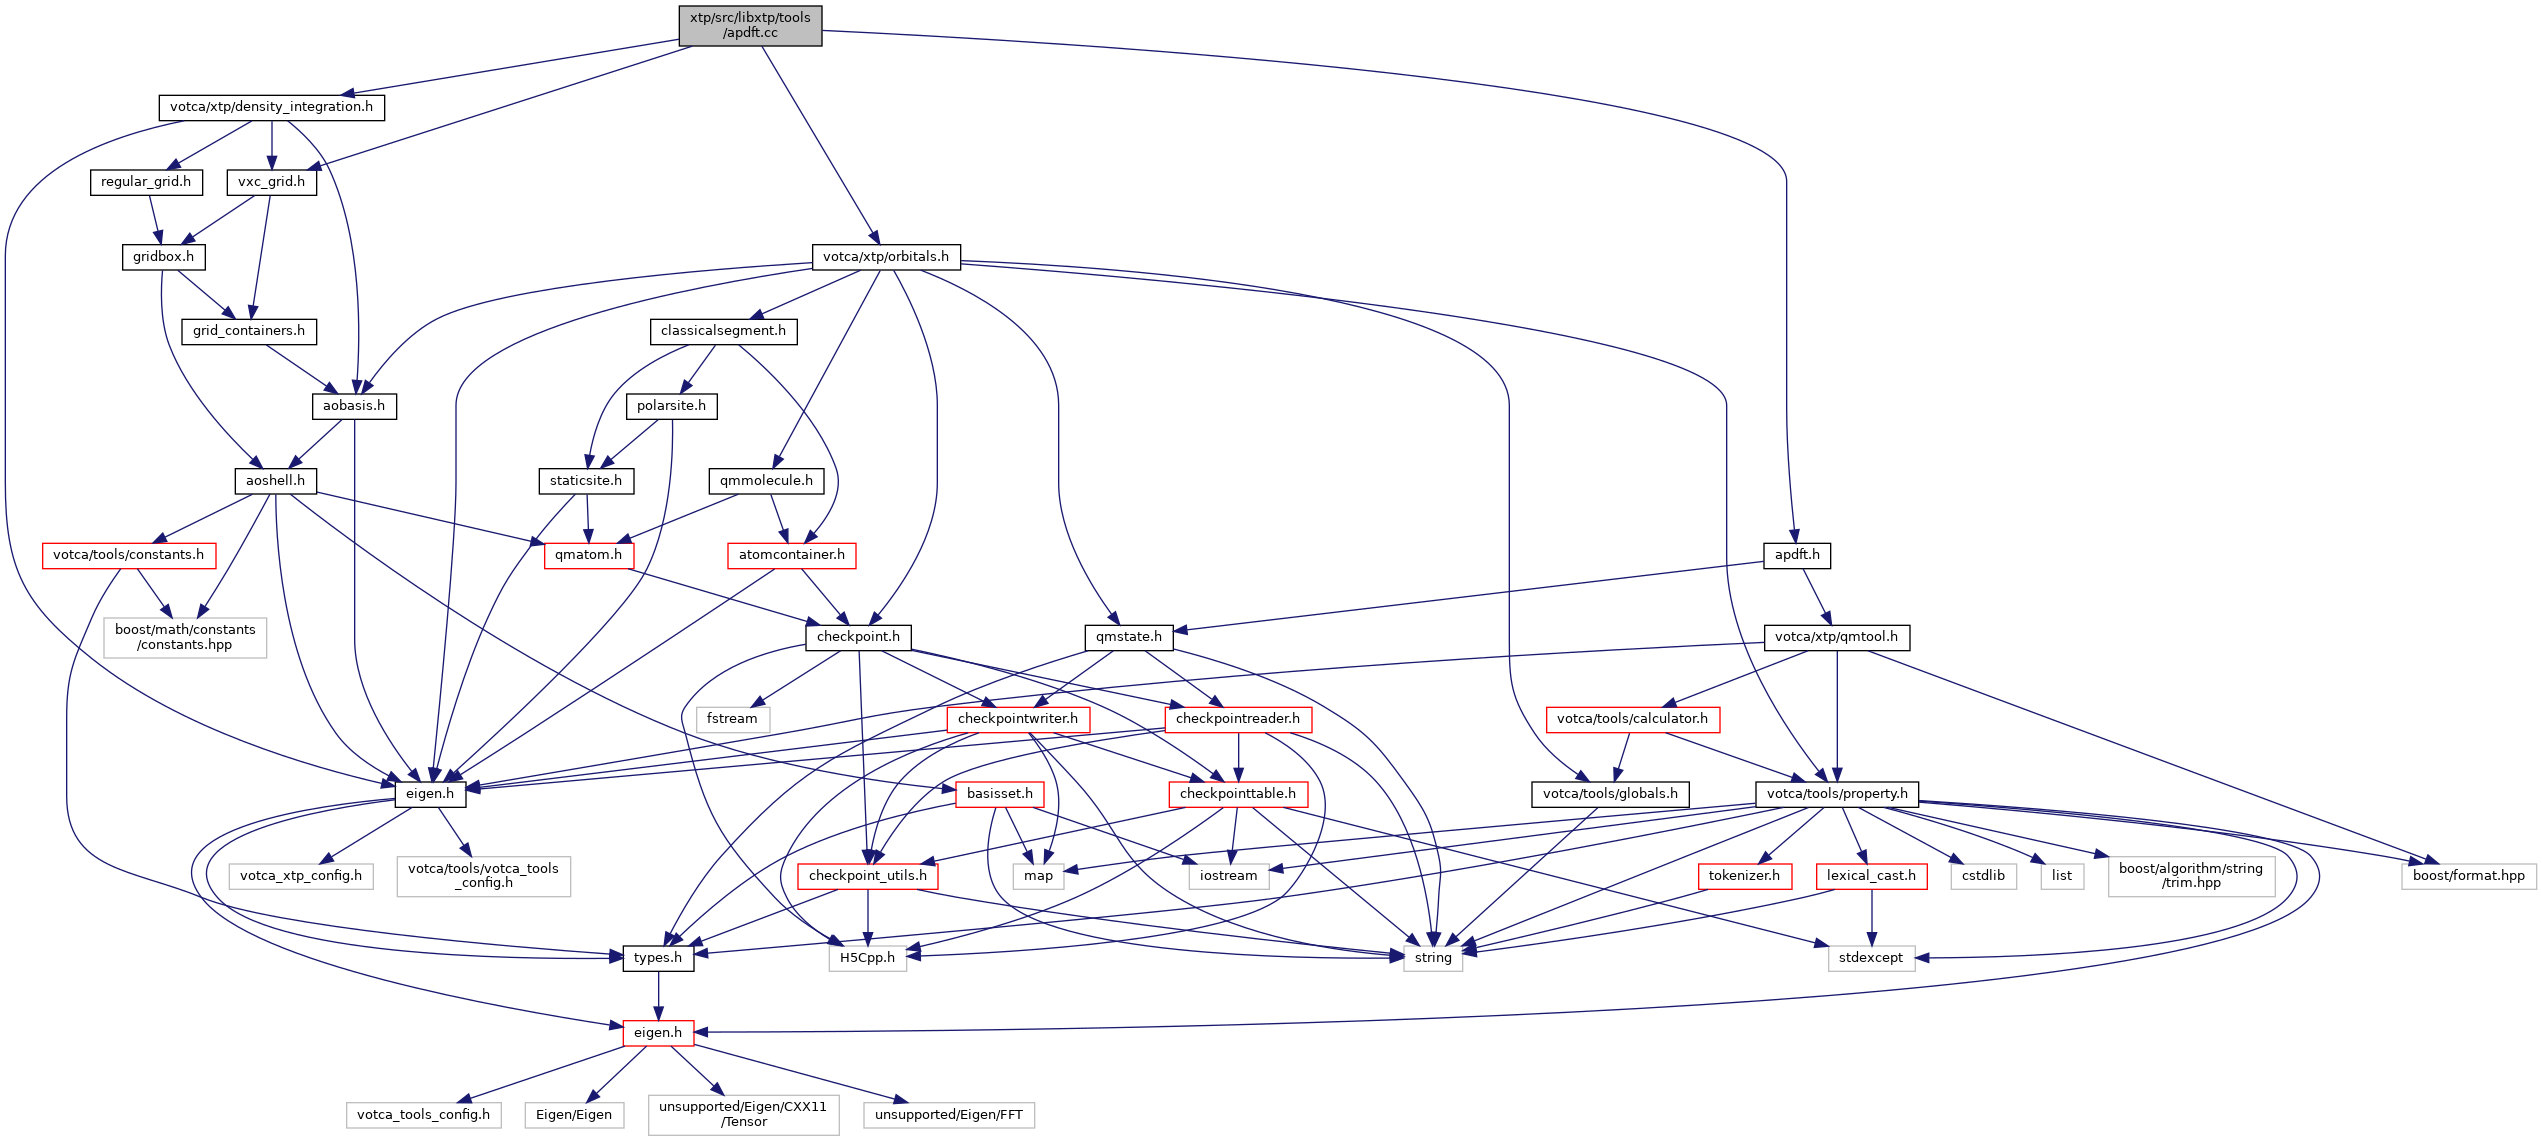 xtp/src/libxtp/tools
/apdft.cc
votca/xtp/density_integration.h
regular_grid.h
vxc_grid.h
gridbox.h
votca/xtp/orbitals.h
grid_containers.h
classicalsegment.h
aobasis.h
polarsite.h
aoshell.h
staticsite.h
qmmolecule.h
votca/tools/constants.h
qmatom.h
atomcontainer.h
apdft.h
boost/math/constants
/constants.hpp
checkpoint.h
qmstate.h
votca/xtp/qmtool.h
fstream
checkpointwriter.h
checkpointreader.h
votca/tools/calculator.h
eigen.h
basisset.h
checkpointtable.h
votca/tools/globals.h
votca/tools/property.h
votca_xtp_config.h
votca/tools/votca_tools
_config.h
checkpoint_utils.h
map
iostream
tokenizer.h
lexical_cast.h
cstdlib
list
boost/algorithm/string
/trim.hpp
boost/format.hpp
types.h
H5Cpp.h
string
stdexcept
eigen.h
votca_tools_config.h
Eigen/Eigen
unsupported/Eigen/CXX11
/Tensor
unsupported/Eigen/FFT